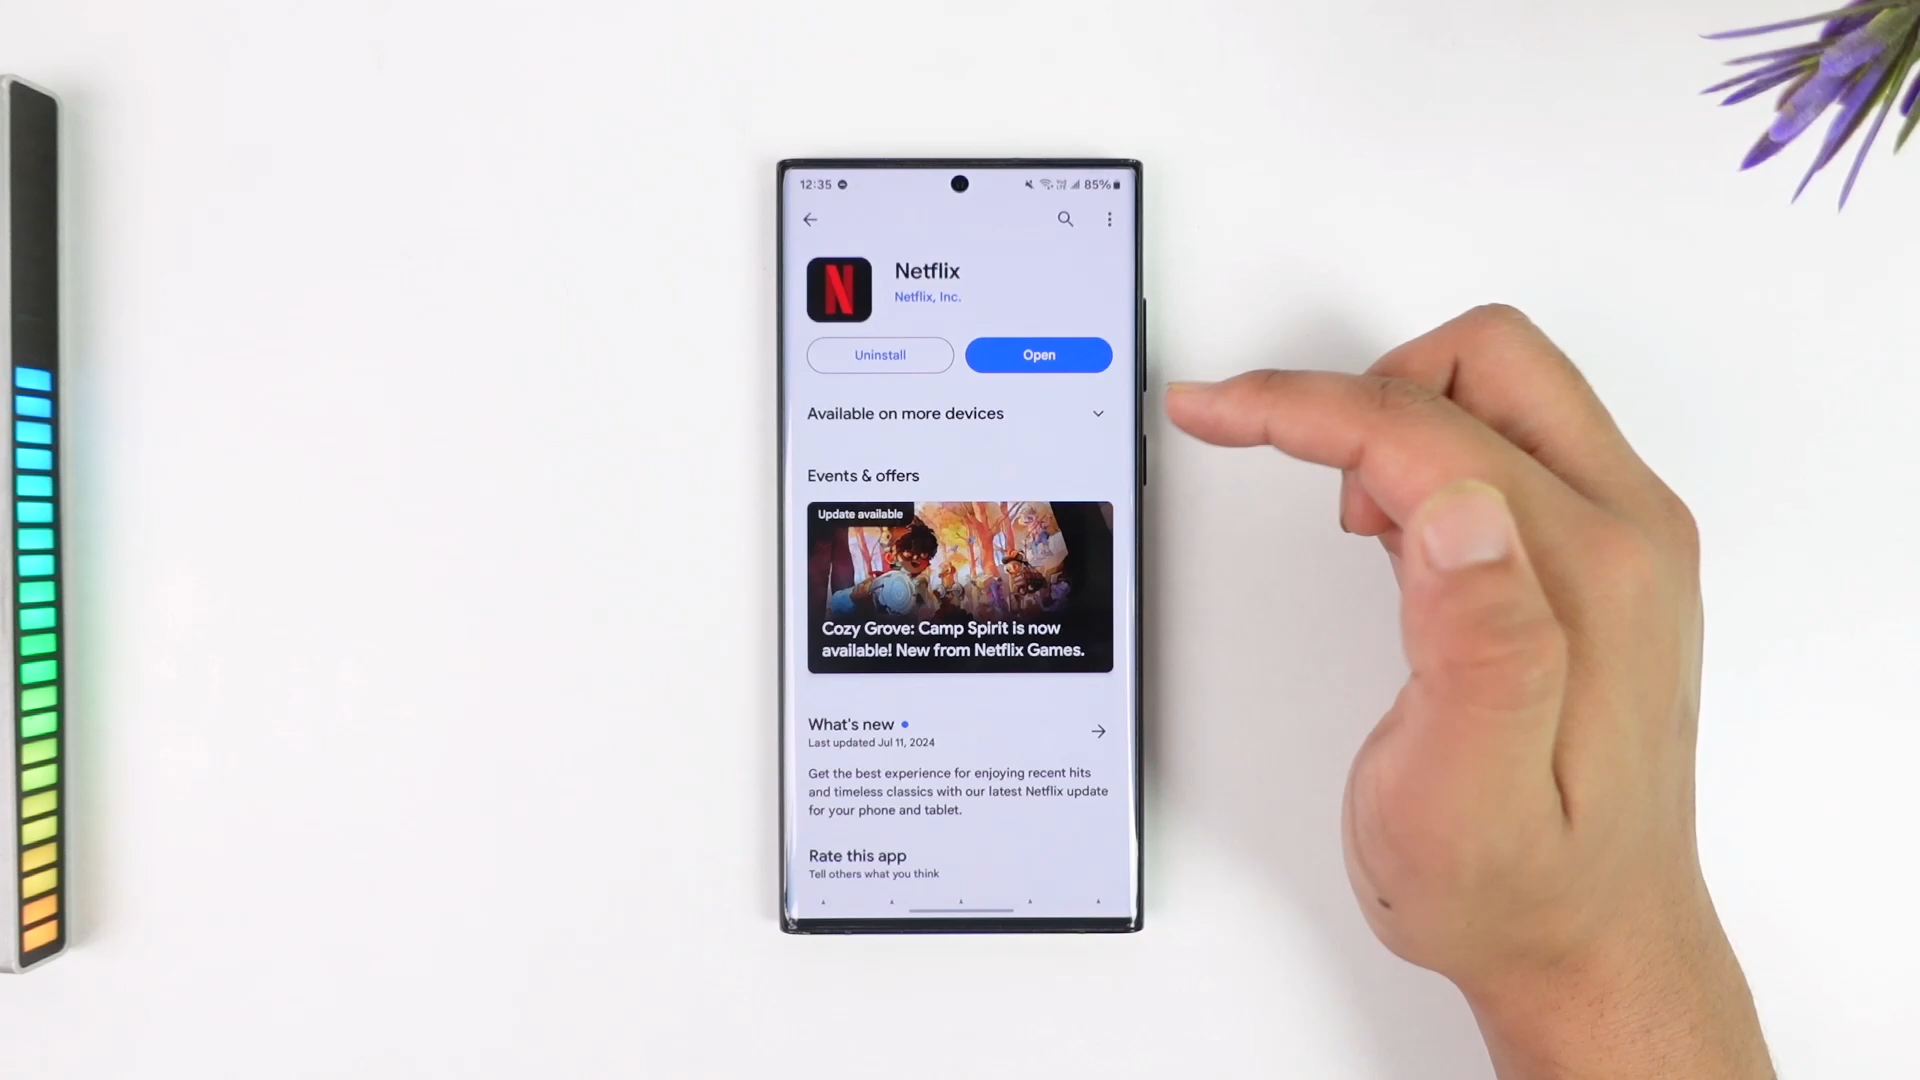 12:35
85%
Netflix
Netflix, Inc.
Uninstall
Open
Available on more devices
Events & offers
Update available
Cozy Grove: Camp Spirit is now
available! New from Netflix Games.
What's new
Last updated Jul 11, 2024
Get the best experience for enjoying recent hits
and timeless classics with our latest Netflix update
for your phone and tablet.
Rate this app
Tell others what you think